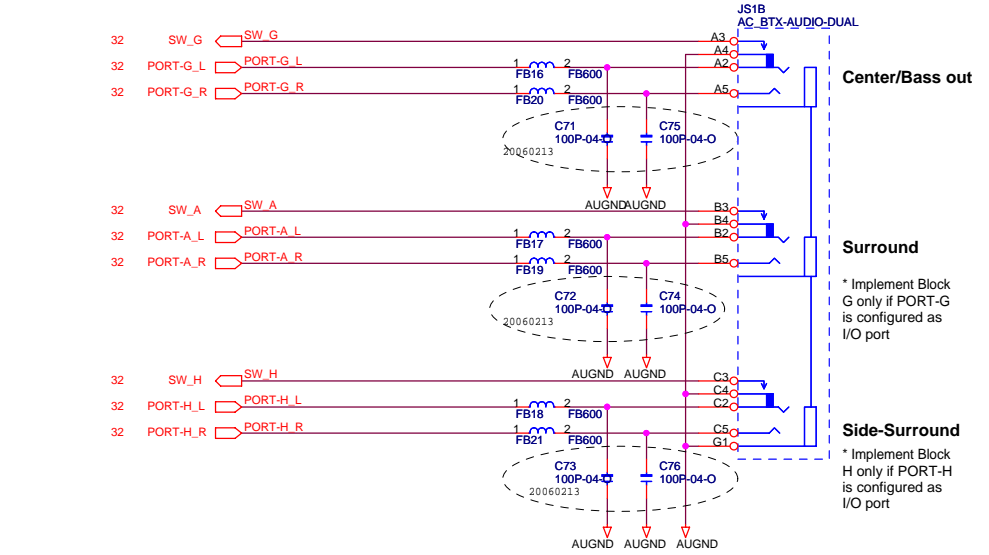 JS1B
AC_BTX-AUDIO-DUAL
32 SW_G SW_G A3
A4
32 PORT-G_L PORT-G_L 1 2 A2
FB16 FB600
Center/Bass out
32 PORT-G_R PORT-G_R 1 2 A5
FB20 FB600
C71 C75
100P-04-O 100P-04-O
20060213
AUGND AUGND
32 SW_A SW_A B3
B4
32 PORT-A_L PORT-A_L 1 2 B2
FB17 FB600
Surround
32 PORT-A_R PORT-A_R 1 2 B5
FB19 FB600
* Implement Block
G only if PORT-G
is configured as
I/O port
C72 C74
100P-04-O 100P-04-O
20060213
AUGND AUGND
32 SW_H SW_H C3
C4
32 PORT-H_L PORT-H_L 1 2 C2
FB18 FB600
32 PORT-H_R PORT-H_R 1 2 C5
FB21 FB600 G1
Side-Surround
* Implement Block
H only if PORT-H
is configured as
I/O port
C73 C76
100P-04-O 100P-04-O
20060213
AUGND AUGND AUGND